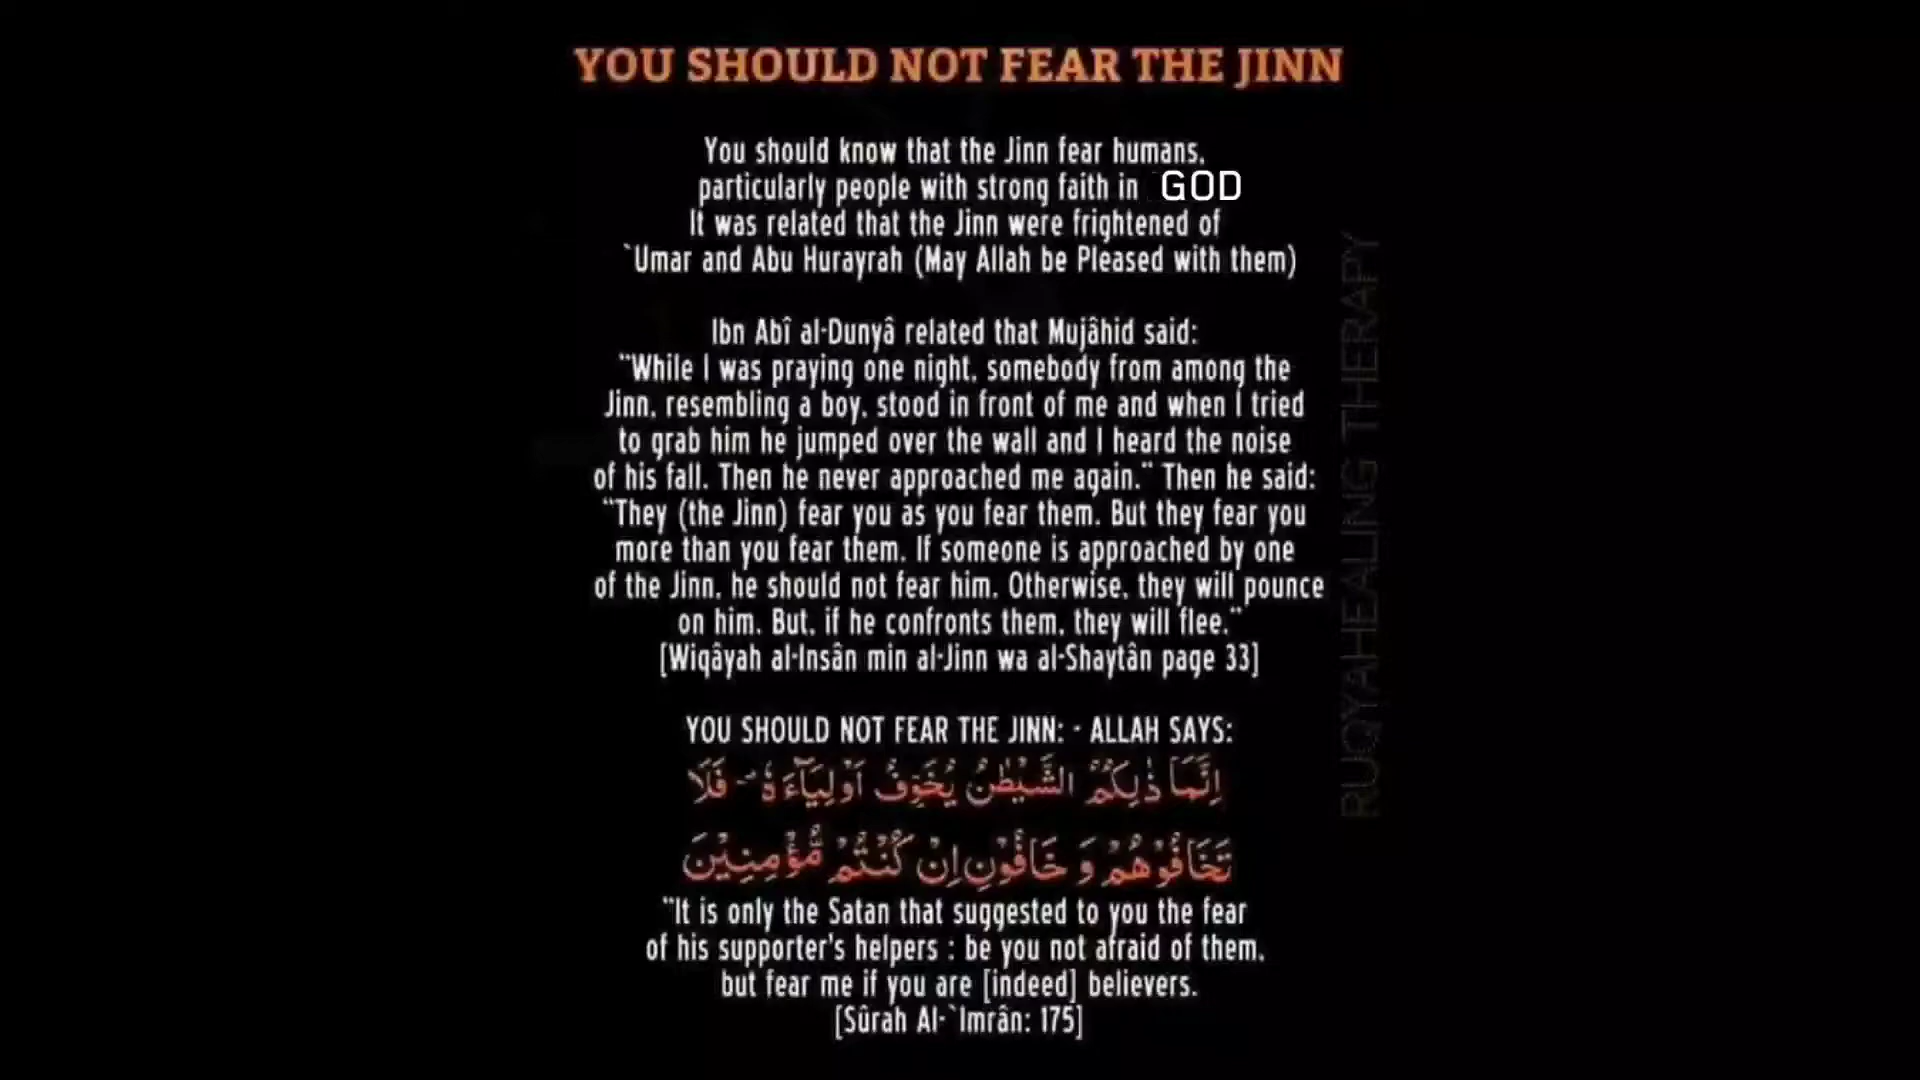 YOU SHOULD NOT FEAR THE JINN
You should know that the Jinn fear humans,
particularly people with strong faith in GOD
It was related that the Jinn were frightened of
`Umar and Abu Hurayrah (May Allah be Pleased with them)
Ibn Abî al-Dunyâ related that Mujâhid said:
"While I was praying one night, somebody from among the
Jinn, resembling a boy, stood in front of me and when I tried
to grab him he jumped over the wall and I heard the noise
of his fall. Then he never approached me again." Then he said:
"They (the Jinn) fear you as you fear them. But they fear you
more than you fear them. If someone is approached by one
of the Jinn, he should not fear him. Otherwise, they will pounce
on him. But, if he confronts them, they will flee."
[Wiqâyah al-Insân min al-Jinn wa al-Shaytân page 33]
YOU SHOULD NOT FEAR THE JINN: - ALLAH SAYS:
اِنَّمَا ذٰلِكُمُ الشَّيْطٰنُ يُخَوِّفُ اَوْلِيَآءَهٗ ۪ فَلَا
تَخَافُوْهُمْ وَ خَافُوْنِ اِنْ كُنْتُمْ مُّؤْمِنِيْنَ
"It is only the Satan that suggested to you the fear
of his supporter's helpers : be you not afraid of them,
but fear me if you are [indeed] believers.
[Sûrah Al-`Imrân: 175]
RUQYAHEALING THERAPY